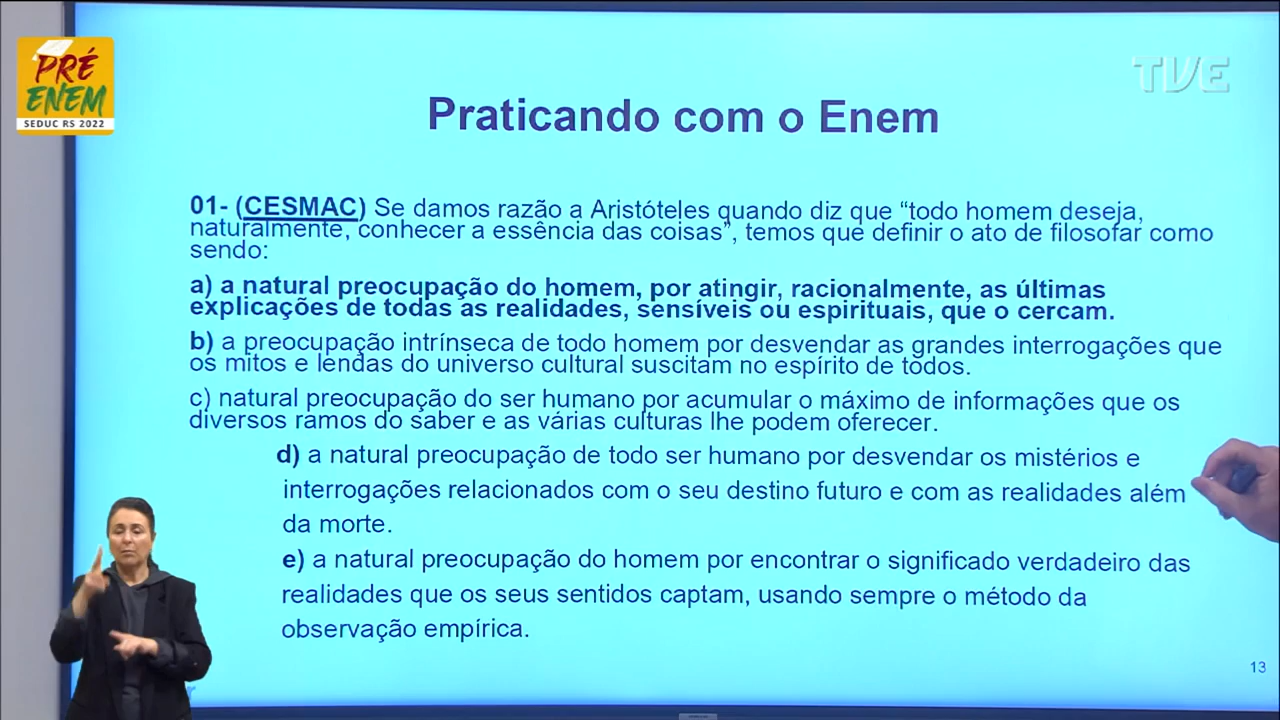 PRÉ
ENEM
SEDUC RS 2022
TVE
Praticando com o Enem
01- (CESMAC) Se damos razão a Aristóteles quando diz que “todo homem deseja,
naturalmente, conhecer a essência das coisas”, temos que definir o ato de filosofar como
sendo:
a) a natural preocupação do homem, por atingir, racionalmente, as últimas
explicações de todas as realidades, sensíveis ou espirituais, que o cercam.
b) a preocupação intrínseca de todo homem por desvendar as grandes interrogações que
os mitos e lendas do universo cultural suscitam no espírito de todos.
c) natural preocupação do ser humano por acumular o máximo de informações que os
diversos ramos do saber e as várias culturas lhe podem oferecer.
d) a natural preocupação de todo ser humano por desvendar os mistérios e
interrogações relacionados com o seu destino futuro e com as realidades além
da morte.
e) a natural preocupação do homem por encontrar o significado verdadeiro das
realidades que os seus sentidos captam, usando sempre o método da
observação empírica.
13